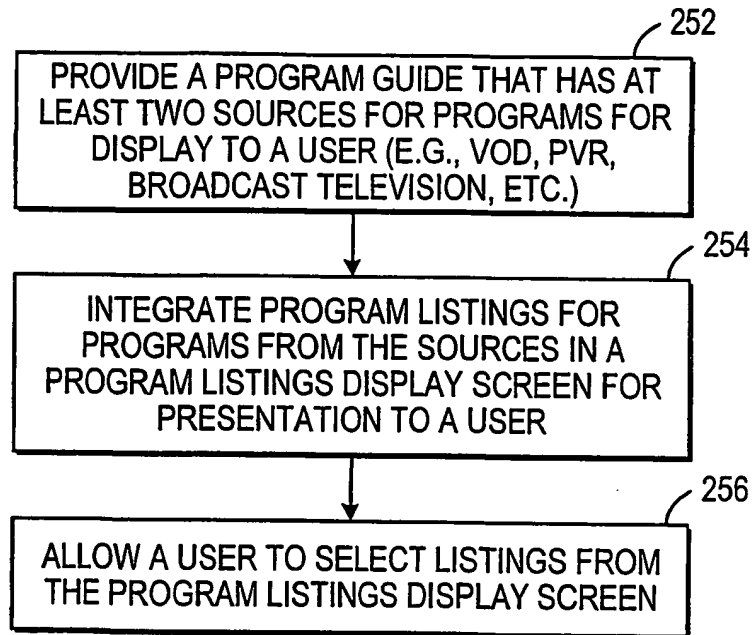 252
PROVIDE A PROGRAM GUIDE THAT HAS AT
LEAST TWO SOURCES FOR PROGRAMS FOR
DISPLAY TO A USER (E.G., VOD, PVR,
BROADCAST TELEVISION, ETC.)
254
INTEGRATE PROGRAM LISTINGS FOR
PROGRAMS FROM THE SOURCES IN A
PROGRAM LISTINGS DISPLAY SCREEN FOR
PRESENTATION TO A USER
256
ALLOW A USER TO SELECT LISTINGS FROM
THE PROGRAM LISTINGS DISPLAY SCREEN